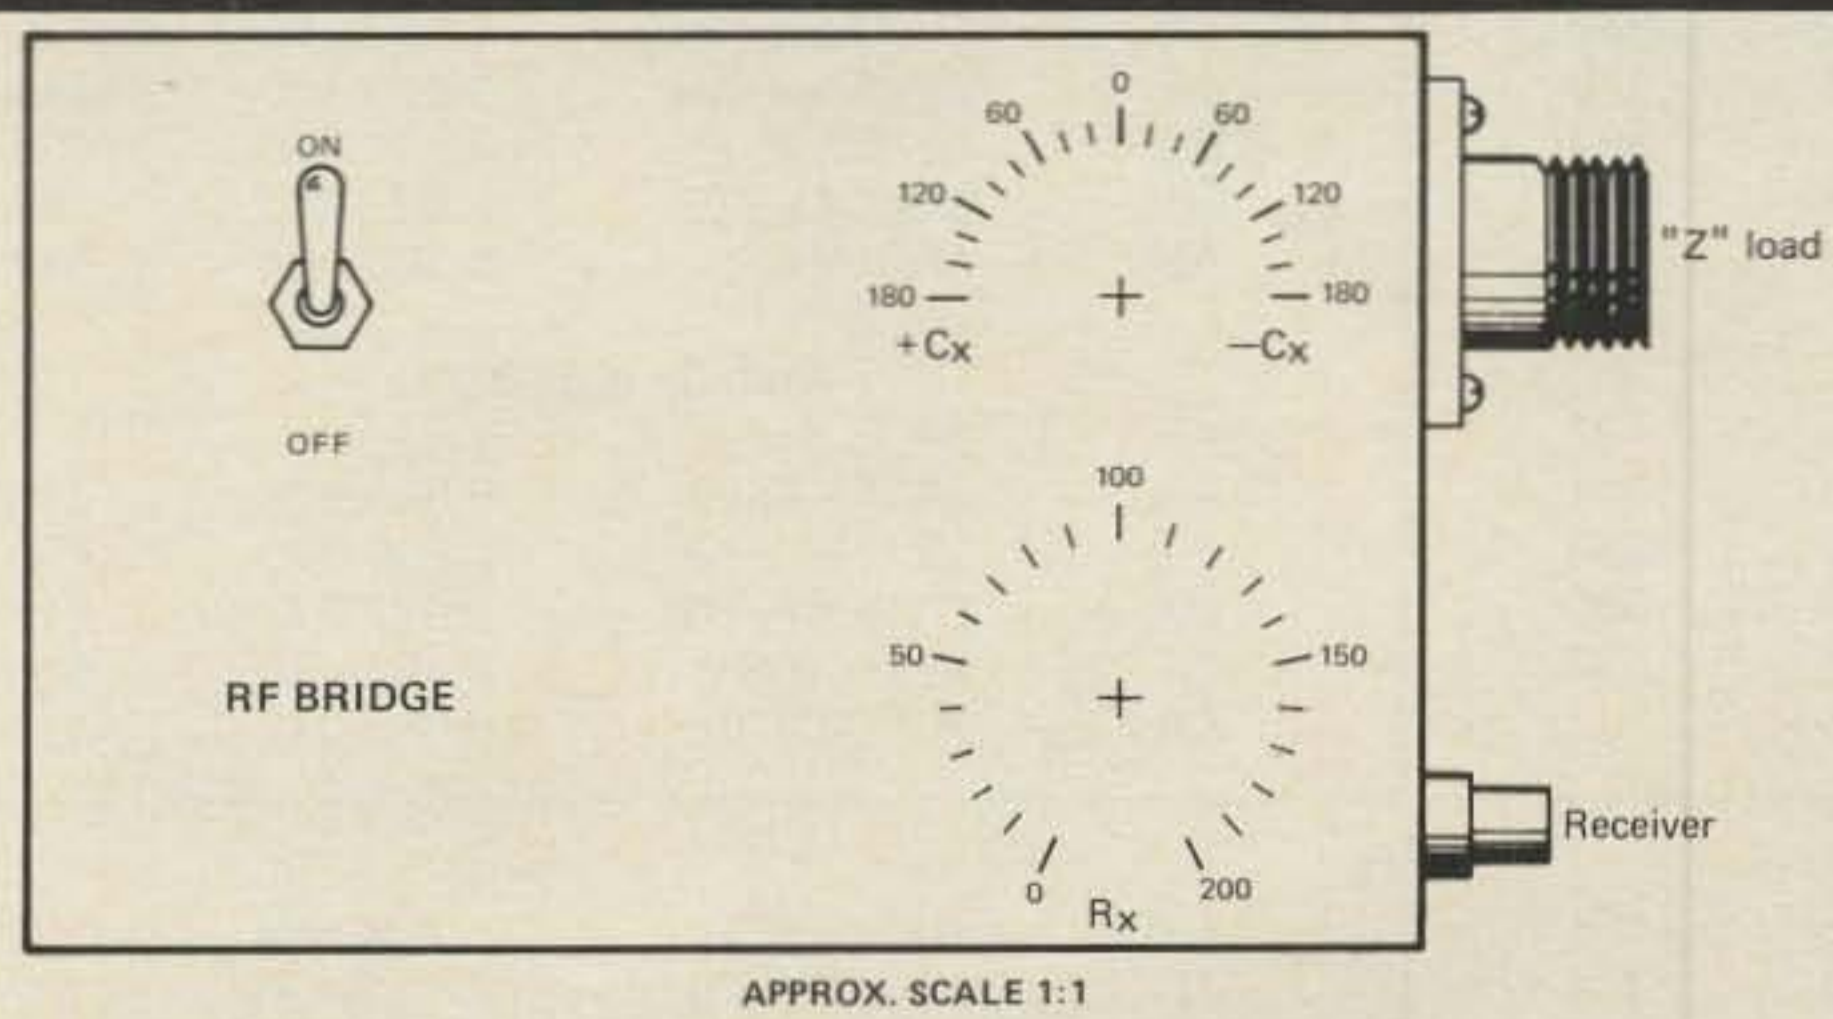 ON
OFF
RF BRIDGE
0
60 60
120 120
180 180
+Cx −Cx
100
50 150
0 200
Rx
"Z" load
Receiver
APPROX. SCALE 1:1